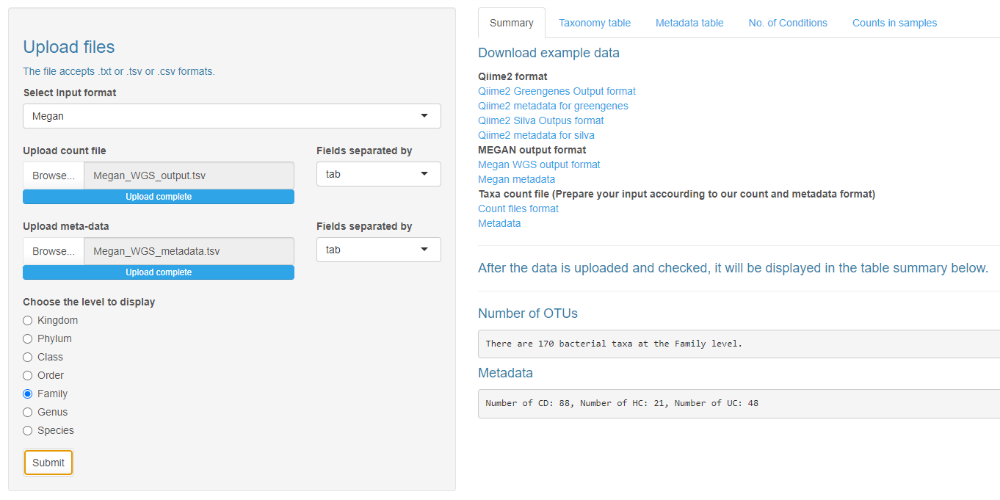 Upload files
The file accepts .txt or .tsv or .csv formats.
Select Input format
Megan
Upload count file
Fields separated by
Browse...
Megan_WGS_output.tsv
tab
Upload complete
Upload meta-data
Fields separated by
Browse...
Megan_WGS_metadata.tsv
tab
Upload complete
Choose the level to display
Kingdom
Phylum
Class
Order
Family
Genus
Species
Submit
Summary
Taxonomy table
Metadata table
No. of Conditions
Counts in samples
Download example data
Qiime2 format
Qiime2 Greengenes Output format
Qiime2 metadata for greengenes
Qiime2 Silva Outpus format
Qiime2 metadata for silva
MEGAN output format
Megan WGS output format
Megan metadata
Taxa count file (Prepare your input accourding to our count and metadata format)
Count files format
Metadata
After the data is uploaded and checked, it will be displayed in the table summary below.
Number of OTUs
There are 170 bacterial taxa at the Family level.
Metadata
Number of CD: 88, Number of HC: 21, Number of UC: 48